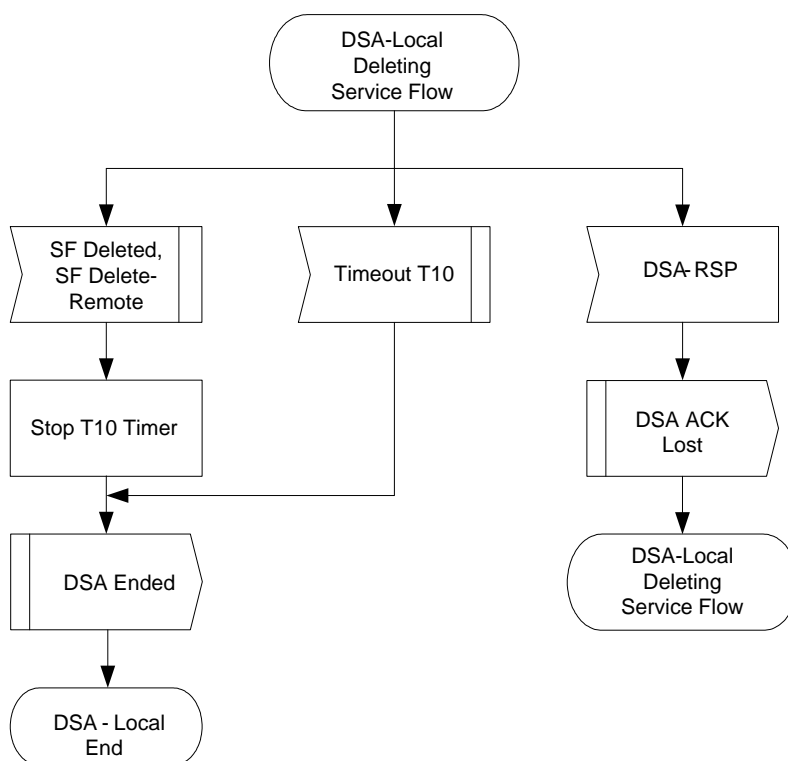 DSA-Local
Deleting
Service Flow
SF Deleted,
SF Delete-
Remote
Timeout T10
DSA-RSP
Stop T10 Timer
DSA ACK
Lost
DSA Ended
DSA-Local
Deleting
Service Flow
DSA - Local
End